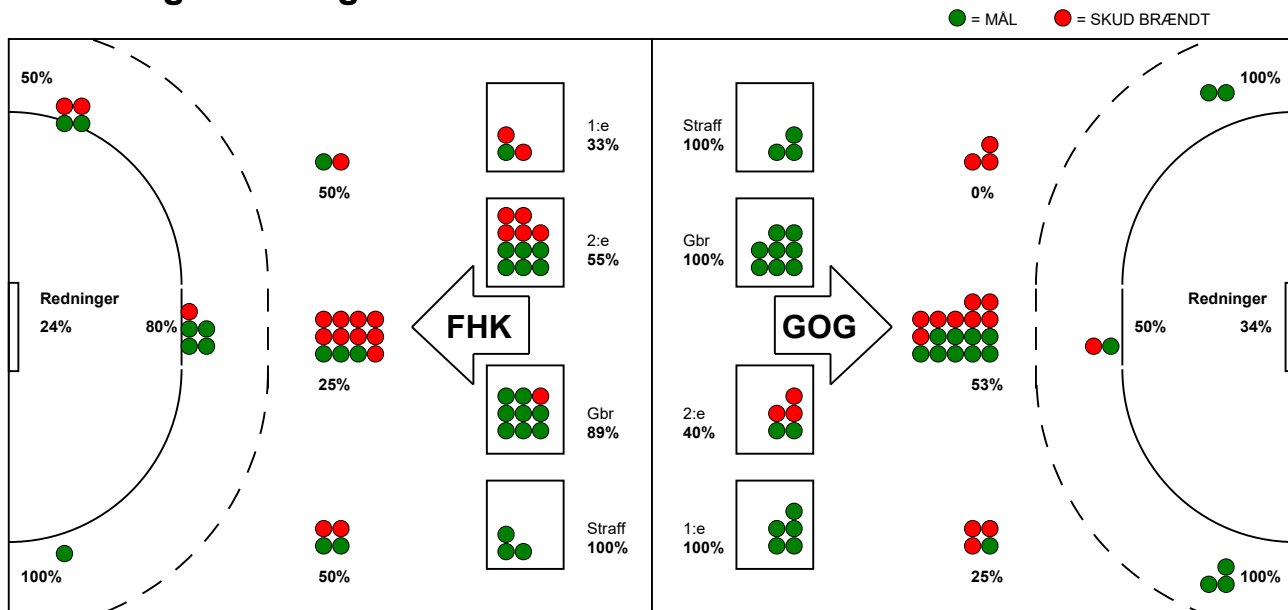 = MÅL = SKUD BRÆNDT
50%
1:e
33%
Straff
100%
100%
50%
0%
2:e
55%
Gbr
100%
Redninger
24%
80%
FHK
GOG
50%
Redninger
34%
25%
53%
Gbr
89%
2:e
40%
Straff
100%
1:e
100%
100%
50%
25%
100%